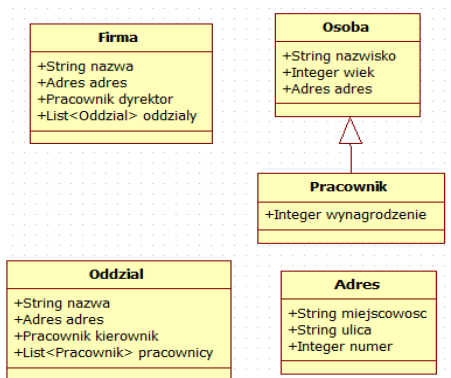 Firma
+String nazwa
+Adres adres
+Pracownik dyrektor
+List<Oddzial> oddzialy
Osoba
+String nazwisko
+Integer wiek
+Adres adres
Pracownik
+Integer wynagrodzenie
Oddzial
+String nazwa
+Adres adres
+Pracownik kierownik
+List<Pracownik> pracownicy
Adres
+String miejscowosc
+String ulica
+Integer numer